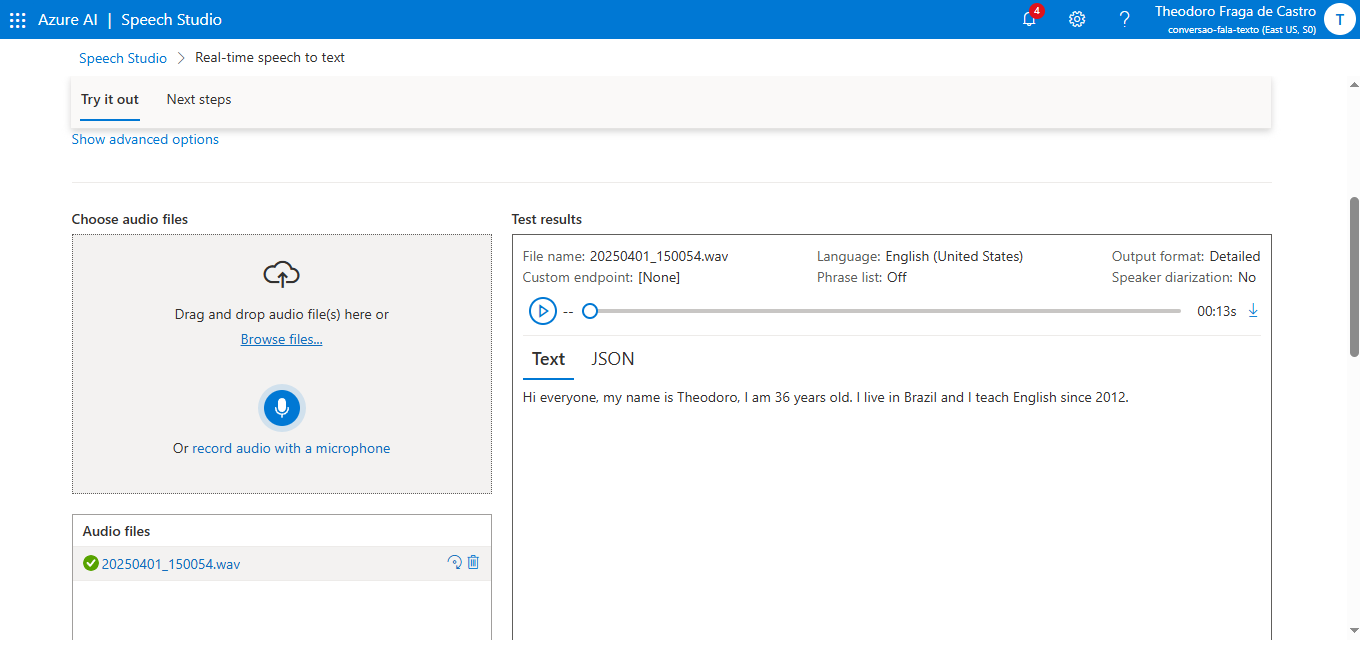 Azure AI | Speech Studio
4
Theodoro Fraga de Castro
conversao-fala-texto (East US, S0)
T
Speech Studio > Real-time speech to text
Try it out Next steps
Show advanced options
Choose audio files
Drag and drop audio file(s) here or
Browse files...
Or record audio with a microphone
Audio files
20250401_150054.wav
Test results
File name: 20250401_150054.wav Language: English (United States) Output format: Detailed
Custom endpoint: [None] Phrase list: Off Speaker diarization: No
-- 00:13s
Text JSON
Hi everyone, my name is Theodoro, I am 36 years old. I live in Brazil and I teach English since 2012.